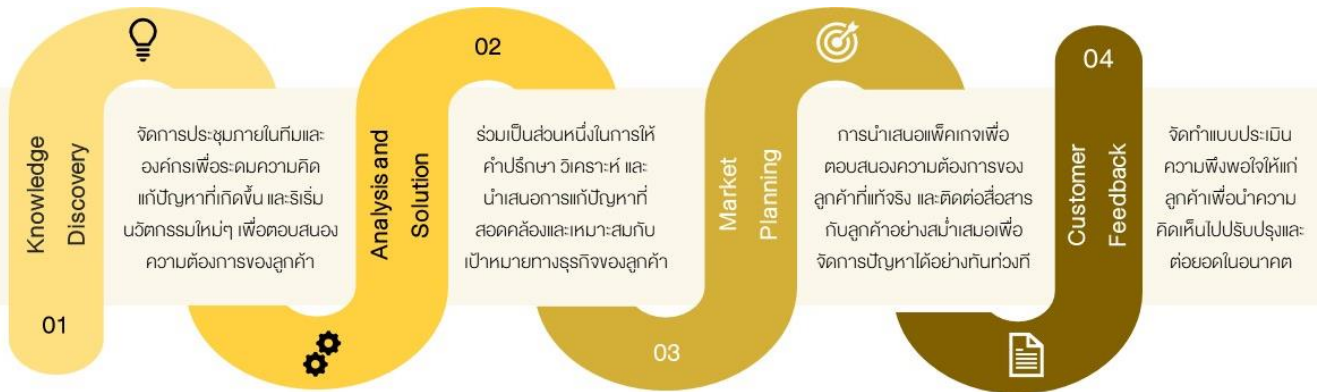 01
Knowledge
Discovery
จัดการประชุมภายในทีมและ
องค์กรเพื่อระดมความคิด
แก้ปัญหาที่เกิดขึ้น และริเริ่ม
นวัตกรรมใหม่ๆ เพื่อตอบสนอง
ความต้องการของลูกค้า
02
Analysis and
Solution
ร่วมเป็นส่วนหนึ่งในการให้
คำปรึกษา วิเคราะห์ และ
นำเสนอการแก้ปัญหาที่
สอดคล้องและเหมาะสมกับ
เป้าหมายทางธุรกิจของลูกค้า
03
Market
Planning
การนำเสนอแพ็คเกจเพื่อ
ตอบสนองความต้องการของ
ลูกค้าที่แท้จริง และติดต่อสื่อสาร
กับลูกค้าอย่างสม่ำเสมอเพื่อ
จัดการปัญหาได้อย่างทันท่วงที
04
Customer
Feedback
จัดทำแบบประเมิน
ความพึงพอใจให้แก่
ลูกค้าเพื่อนำความ
คิดเห็นไปปรับปรุงและ
ต่อยอดในอนาคต